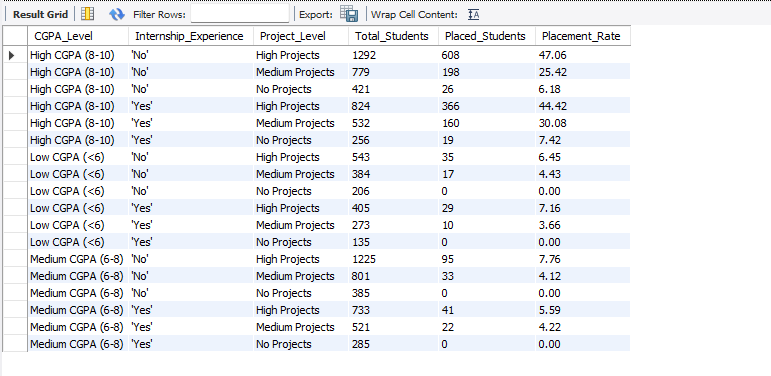 Result Grid Filter Rows: Export: Wrap Cell Content:
CGPA_Level Internship_Experience Project_Level Total_Students Placed_Students Placement_Rate
High CGPA (8-10) 'No' High Projects 1292 608 47.06
High CGPA (8-10) 'No' Medium Projects 779 198 25.42
High CGPA (8-10) 'No' No Projects 421 26 6.18
High CGPA (8-10) 'Yes' High Projects 824 366 44.42
High CGPA (8-10) 'Yes' Medium Projects 532 160 30.08
High CGPA (8-10) 'Yes' No Projects 256 19 7.42
Low CGPA (<6) 'No' High Projects 543 35 6.45
Low CGPA (<6) 'No' Medium Projects 384 17 4.43
Low CGPA (<6) 'No' No Projects 206 0 0.00
Low CGPA (<6) 'Yes' High Projects 405 29 7.16
Low CGPA (<6) 'Yes' Medium Projects 273 10 3.66
Low CGPA (<6) 'Yes' No Projects 135 0 0.00
Medium CGPA (6-8) 'No' High Projects 1225 95 7.76
Medium CGPA (6-8) 'No' Medium Projects 801 33 4.12
Medium CGPA (6-8) 'No' No Projects 385 0 0.00
Medium CGPA (6-8) 'Yes' High Projects 733 41 5.59
Medium CGPA (6-8) 'Yes' Medium Projects 521 22 4.22
Medium CGPA (6-8) 'Yes' No Projects 285 0 0.00